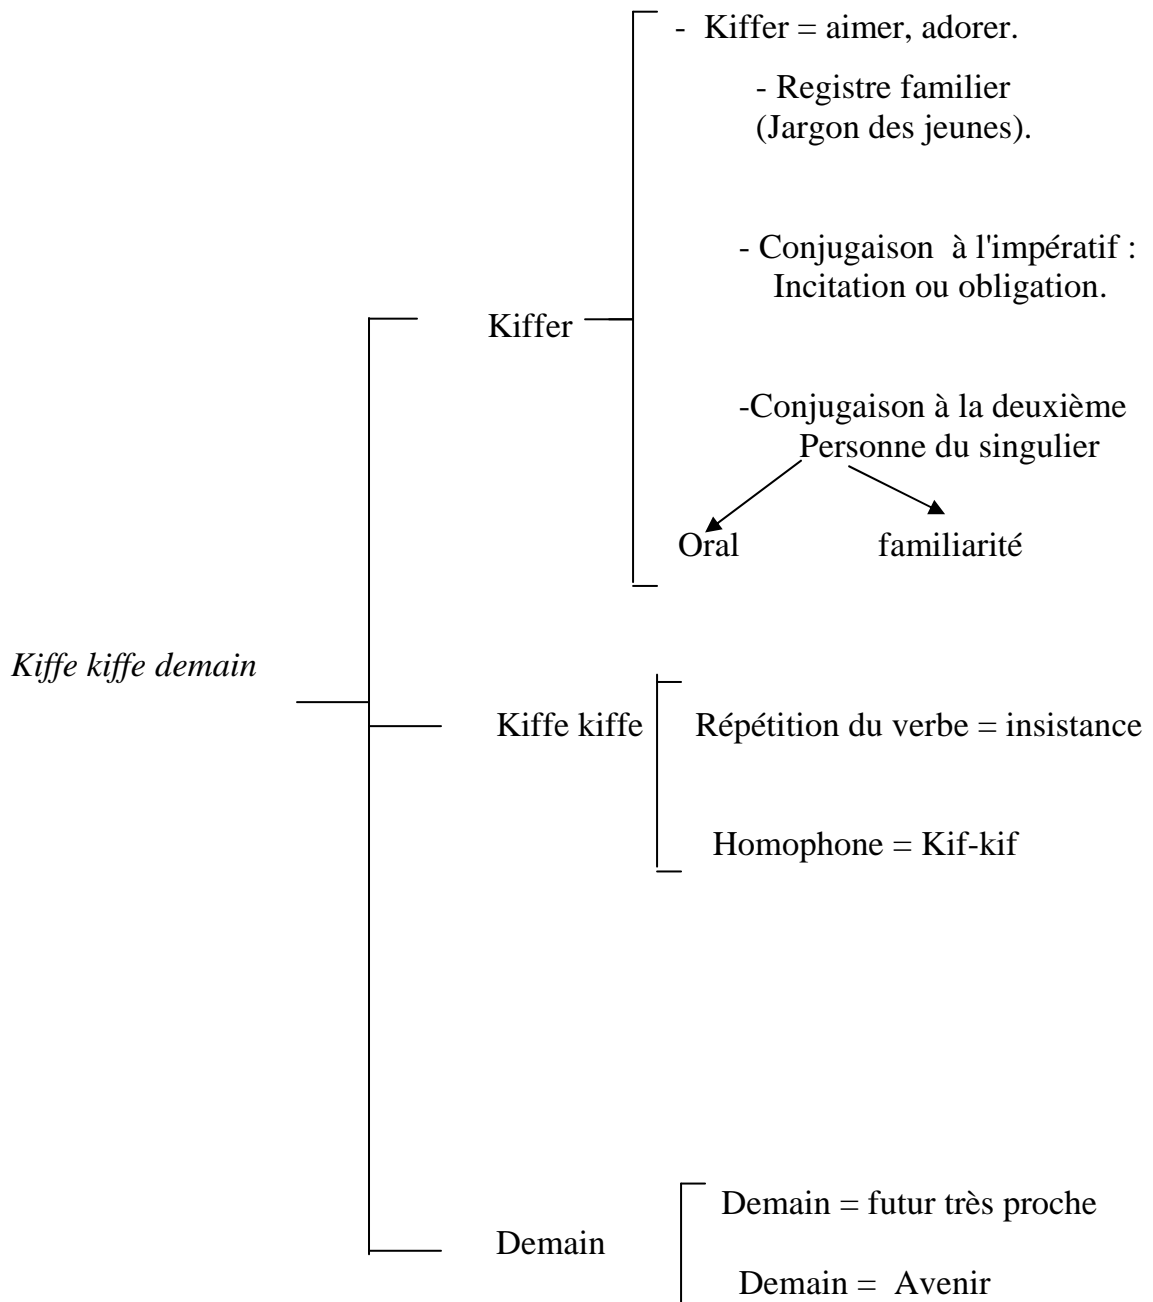 - Kiffer = aimer, adorer.
- Registre familier
(Jargon des jeunes).
- Conjugaison à l'impératif :
Incitation ou obligation.
Kiffer
-Conjugaison à la deuxième
Personne du singulier
Oral familiarité
Kiffe kiffe demain
Kiffe kiffe Répétition du verbe = insistance
Homophone = Kif-kif
Demain = futur très proche
Demain
Demain = Avenir